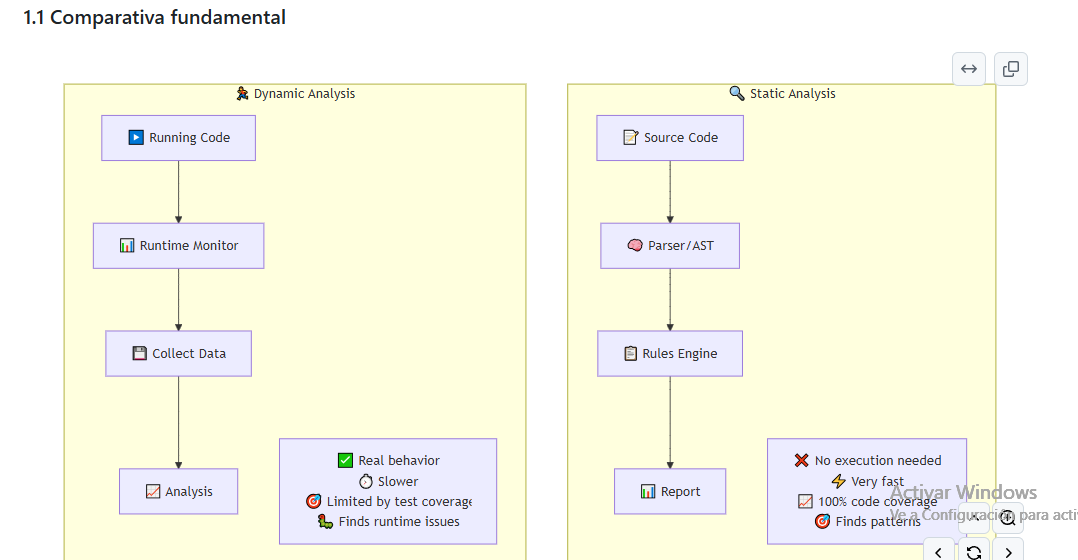 1.1 Comparativa fundamental
Dynamic Analysis
Running Code
Runtime Monitor
Collect Data
Analysis
Real behavior
Slower
Limited by test coverage
Finds runtime issues
Static Analysis
Source Code
Parser/AST
Rules Engine
Report
No execution needed
Very fast
100% code coverage
Finds patterns
Activar Windows
Ve a Configuración para acti